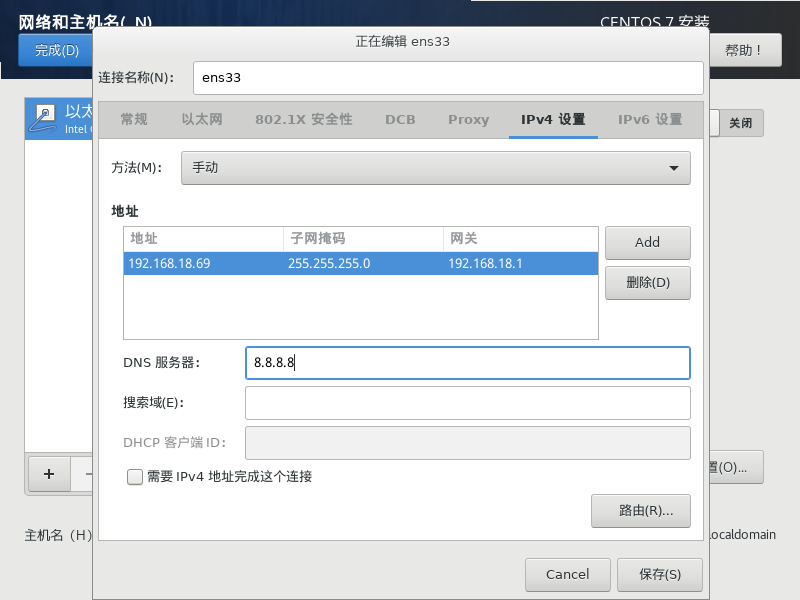 网络和主机名(_N)
CENTOS 7 安装
完成(D)
帮助！
正在编辑 ens33
连接名称(N):
ens33
常规
以太网
802.1X 安全性
DCB
Proxy
IPv4 设置
IPv6 设置
以太
Intel
关闭
方法(M):
手动
地址
地址
子网掩码
网关
192.168.18.69
255.255.255.0
192.168.18.1
Add
删除(D)
DNS 服务器:
8.8.8.8
搜索域(E):
DHCP 客户端 ID:
需要 IPv4 地址完成这个连接
路由(R)...
+
−
置(O)...
主机名（H）
localdomain
Cancel
保存(S)